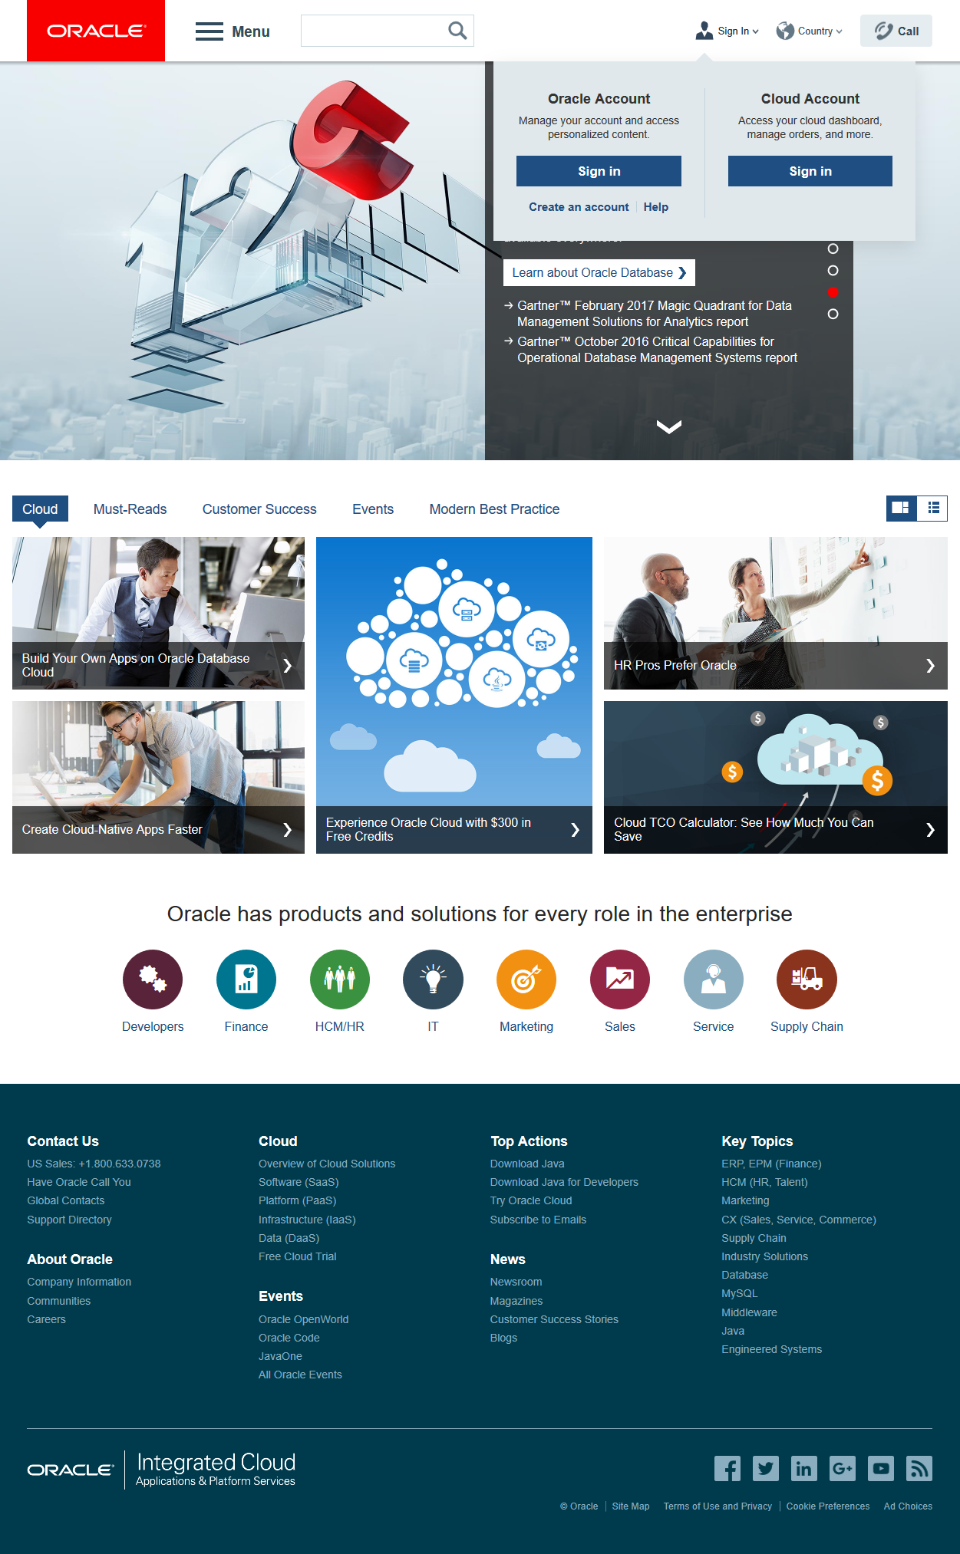 ORACLE
Menu
Sign In
Country
Call
Oracle Account
Manage your account and access
personalized content.
Sign in
Create an account
Help
Cloud Account
Access your cloud dashboard,
manage orders, and more.
Sign in
12c
Learn about Oracle Database
Gartner™ February 2017 Magic Quadrant for Data
Management Solutions for Analytics report
Gartner™ October 2016 Critical Capabilities for
Operational Database Management Systems report
Cloud
Must-Reads
Customer Success
Events
Modern Best Practice
Build Your Own Apps on Oracle Database
Cloud
Create Cloud-Native Apps Faster
Experience Oracle Cloud with $300 in
Free Credits
HR Pros Prefer Oracle
$
$
$
$
Cloud TCO Calculator: See How Much You Can
Save
Oracle has products and solutions for every role in the enterprise
Developers
Finance
HCM/HR
IT
Marketing
Sales
Service
Supply Chain
Contact Us
US Sales: +1.800.633.0738
Have Oracle Call You
Global Contacts
Support Directory
About Oracle
Company Information
Communities
Careers
Cloud
Overview of Cloud Solutions
Software (SaaS)
Platform (PaaS)
Infrastructure (IaaS)
Data (DaaS)
Free Cloud Trial
Events
Oracle OpenWorld
Oracle Code
JavaOne
All Oracle Events
Top Actions
Download Java
Download Java for Developers
Try Oracle Cloud
Subscribe to Emails
News
Newsroom
Magazines
Customer Success Stories
Blogs
Key Topics
ERP, EPM (Finance)
HCM (HR, Talent)
Marketing
CX (Sales, Service, Commerce)
Supply Chain
Industry Solutions
Database
MySQL
Middleware
Java
Engineered Systems
ORACLE
Integrated Cloud
Applications & Platform Services
© Oracle
Site Map
Terms of Use and Privacy
Cookie Preferences
Ad Choices